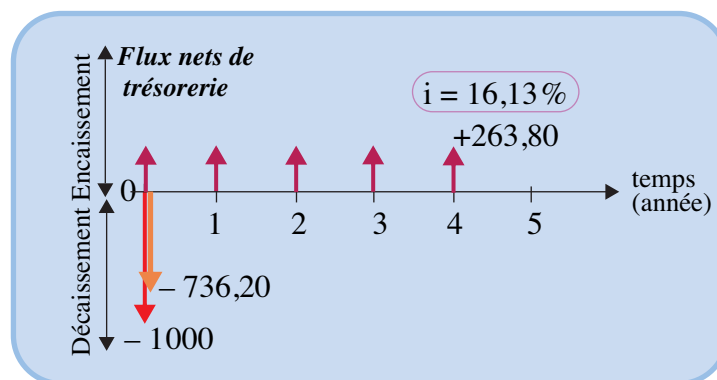 Flux nets de
trésorerie
i = 16,13%
+263,80
Décaissement Encaissement
0
temps
(année)
1 2 3 4 5
– 736,20
– 1000